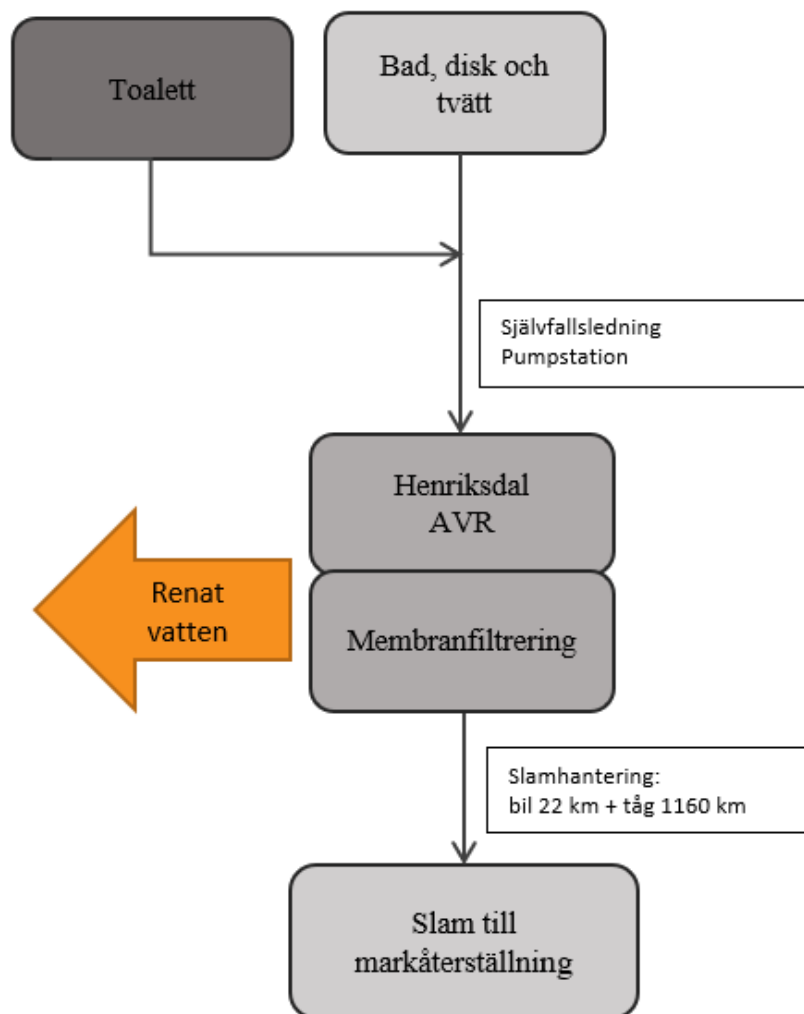 Toalett
Bad, disk och
tvätt
Självfallsledning
Pumpstation
Henriksdal
AVR
Renat
vatten
Membranfiltrering
Slamhantering:
bil 22 km + tåg 1160 km
Slam till
markåterställning